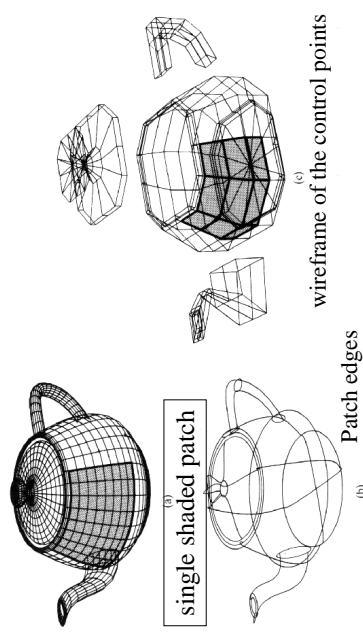 (a)
single shaded patch
(b)
Patch edges
(c)
wireframe of the control points